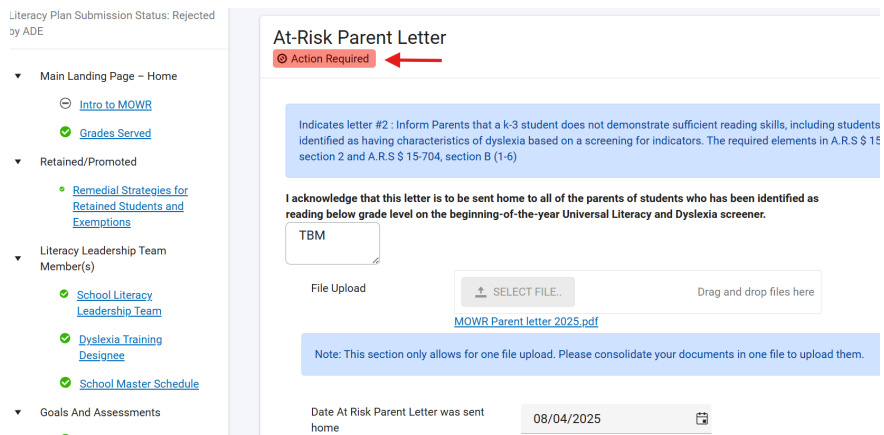 Literacy Plan Submission Status: Rejected
by ADE
Main Landing Page – Home
Intro to MOWR
Grades Served
Retained/Promoted
Remedial Strategies for
Retained Students and
Exemptions
Literacy Leadership Team
Member(s)
School Literacy
Leadership Team
Dyslexia Training
Designee
School Master Schedule
Goals And Assessments
At-Risk Parent Letter
Action Required
Indicates letter #2 : Inform Parents that a k-3 student does not demonstrate sufficient reading skills, including students
identified as having characteristics of dyslexia based on a screening for indicators. The required elements in A.R.S $ 15
section 2 and A.R.S $ 15-704, section B (1-6)
I acknowledge that this letter is to be sent home to all of the parents of students who has been identified as
reading below grade level on the beginning-of-the-year Universal Literacy and Dyslexia screener.
TBM
File Upload
SELECT FILE..
Drag and drop files here
MOWR Parent letter 2025.pdf
Note: This section only allows for one file upload. Please consolidate your documents in one file to upload them.
Date At Risk Parent Letter was sent
home
08/04/2025